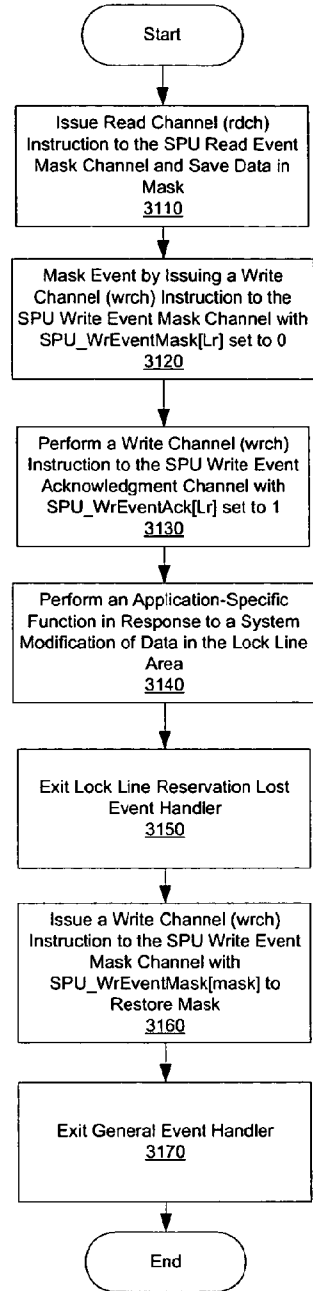 Start
Issue Read Channel (rdch)
Instruction to the SPU Read Event
Mask Channel and Save Data in
Mask
3110
Mask Event by Issuing a Write
Channel (wrch) Instruction to the
SPU Write Event Mask Channel with
SPU_WrEventMask[Lr] set to 0
3120
Perform a Write Channel (wrch)
Instruction to the SPU Write Event
Acknowledgment Channel with
SPU_WrEventAck[Lr] set to 1
3130
Perform an Application-Specific
Function in Response to a System
Modification of Data in the Lock Line
Area
3140
Exit Lock Line Reservation Lost
Event Handler
3150
Issue a Write Channel (wrch)
Instruction to the SPU Write Event
Mask Channel with
SPU_WrEventMask[mask] to
Restore Mask
3160
Exit General Event Handler
3170
End